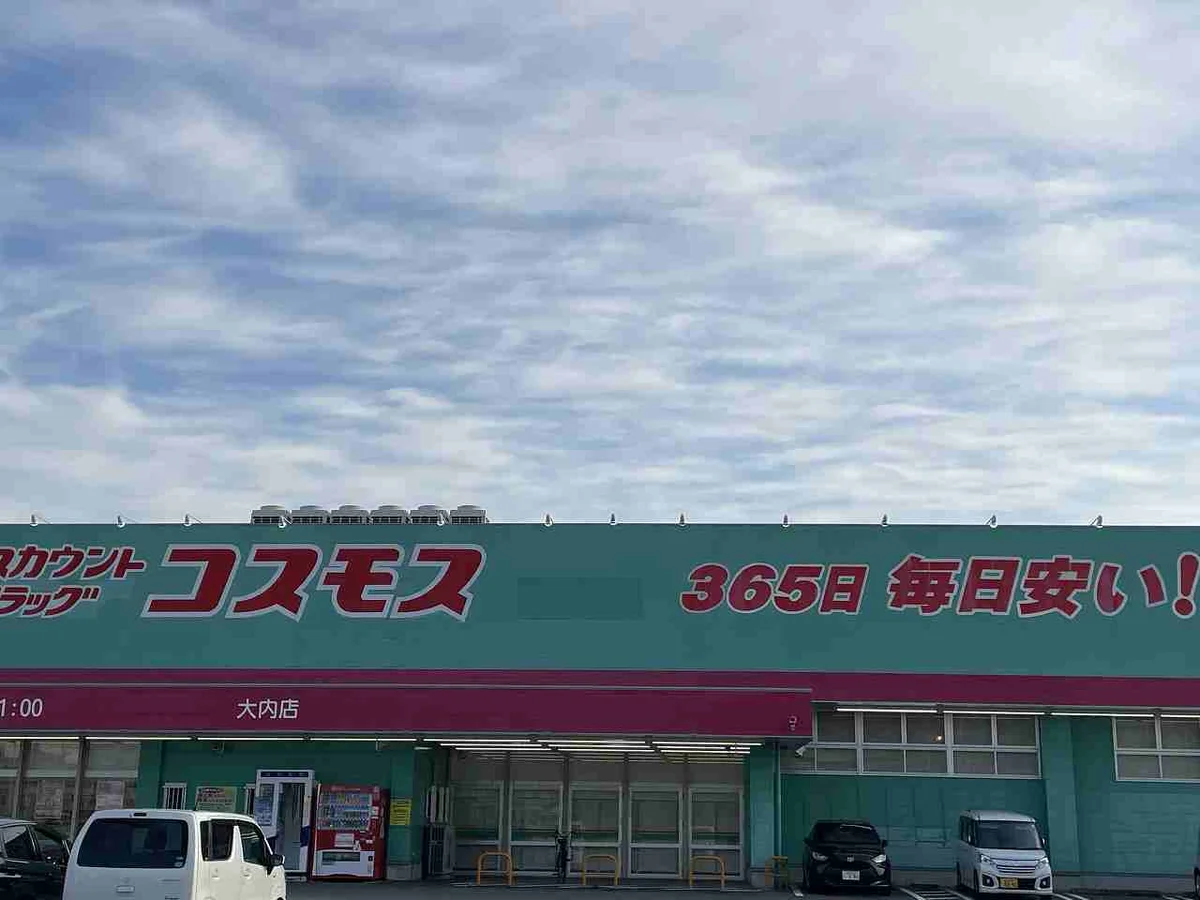 スカウント
ラッグ
コスモス
365日 毎日安い!
1:00
大内店